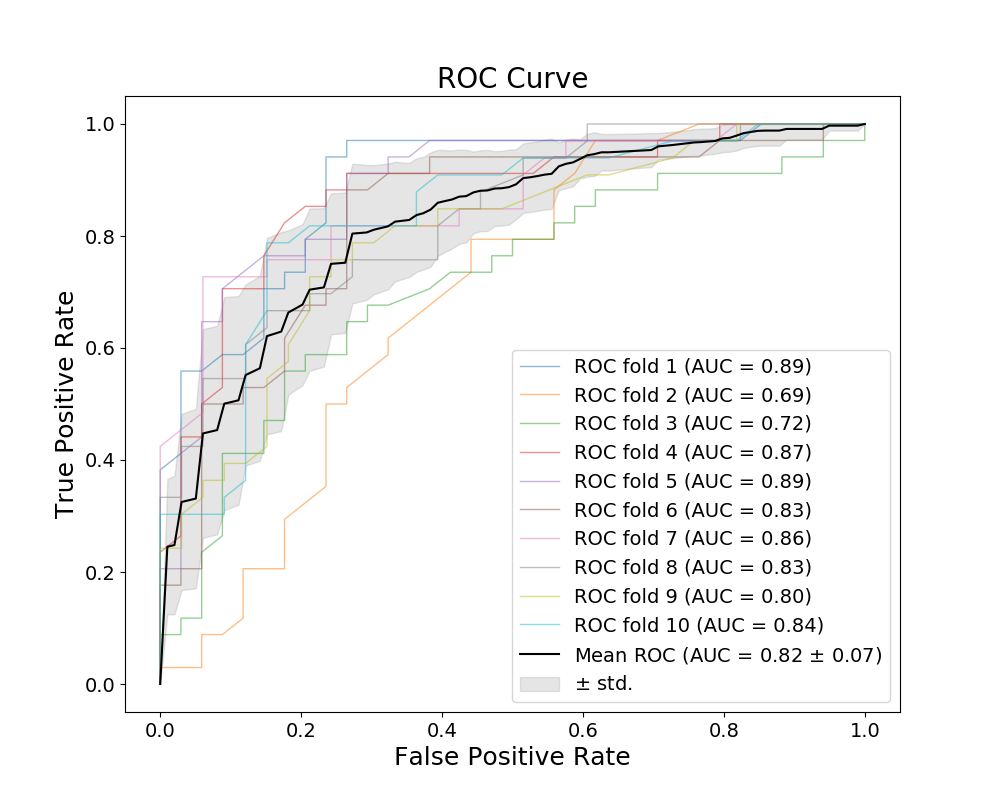 ROC Curve
True Positive Rate
1.0
0.8
0.6
0.4
0.2
0.0
ROC fold 1 (AUC = 0.89)
ROC fold 2 (AUC = 0.69)
ROC fold 3 (AUC = 0.72)
ROC fold 4 (AUC = 0.87)
ROC fold 5 (AUC = 0.89)
ROC fold 6 (AUC = 0.83)
ROC fold 7 (AUC = 0.86)
ROC fold 8 (AUC = 0.83)
ROC fold 9 (AUC = 0.80)
ROC fold 10 (AUC = 0.84)
Mean ROC (AUC = 0.82 ± 0.07)
± std.
0.0 0.2 0.4 0.6 0.8 1.0
False Positive Rate